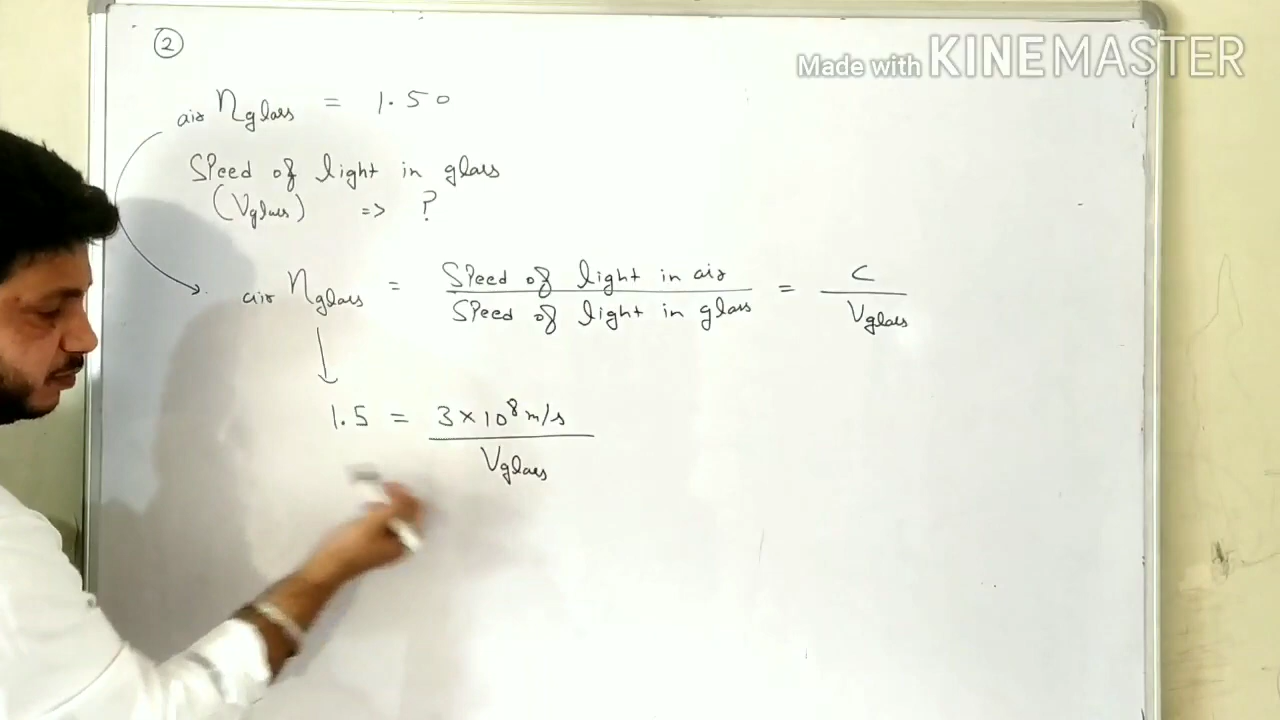 ②
Made with KINEMASTER
air ηglass = 1.50
Speed of light in glass
(Vglass) => ?
air ηglass = Speed of light in air / Speed of light in glass = C / Vglass
1.5 = 3×10⁸ m/s / Vglass